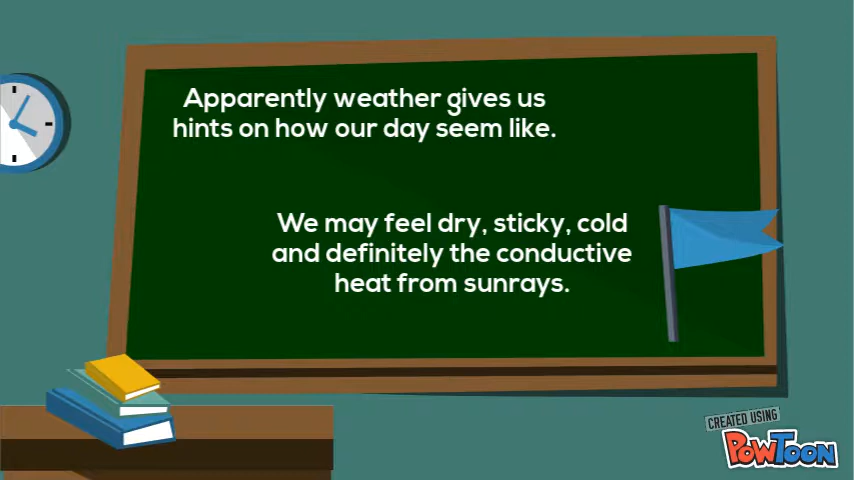 Apparently weather gives us
hints on how our day seem like.
We may feel dry, sticky, cold
and definitely the conductive
heat from sunrays.
CREATED USING
POWTOON